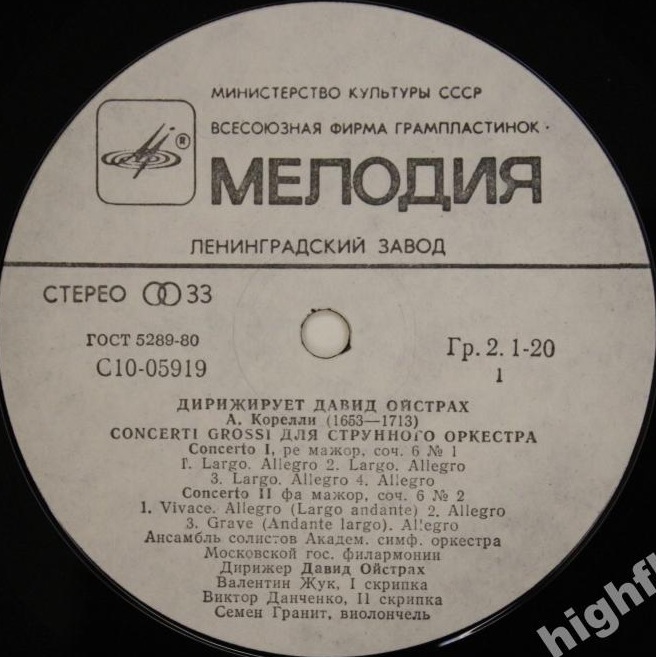 МИНИСТЕРСТВО КУЛЬТУРЫ СССР
ВСЕСОЮЗНАЯ ФИРМА ГРАМПЛАСТИНОК •
®
МЕЛОДИЯ
ЛЕНИНГРАДСКИЙ ЗАВОД
СТЕРЕО 33
ГОСТ 5289-80
Гр. 2. 1-20
С10-05919
1
ДИРИЖИРУЕТ ДАВИД ОЙСТРАХ
А. Корелли (1653—1713)
CONCERTI GROSSI ДЛЯ СТРУННОГО ОРКЕСТРА
Concerto I, ре мажор, соч. 6 № 1
1. Largo. Allegro 2. Largo. Allegro
3. Largo. Allegro 4. Allegro
Concerto II фа мажор, соч. 6 № 2
1. Vivace. Allegro (Largo andante) 2. Allegro
3. Grave (Andante largo). Allegro
Ансамбль солистов Академ. симф. оркестра
Московской гос. филармонии
Дирижер Давид Ойстрах
Валентин Жук, I скрипка
Виктор Данченко, II скрипка
Семен Гранит, виолончель